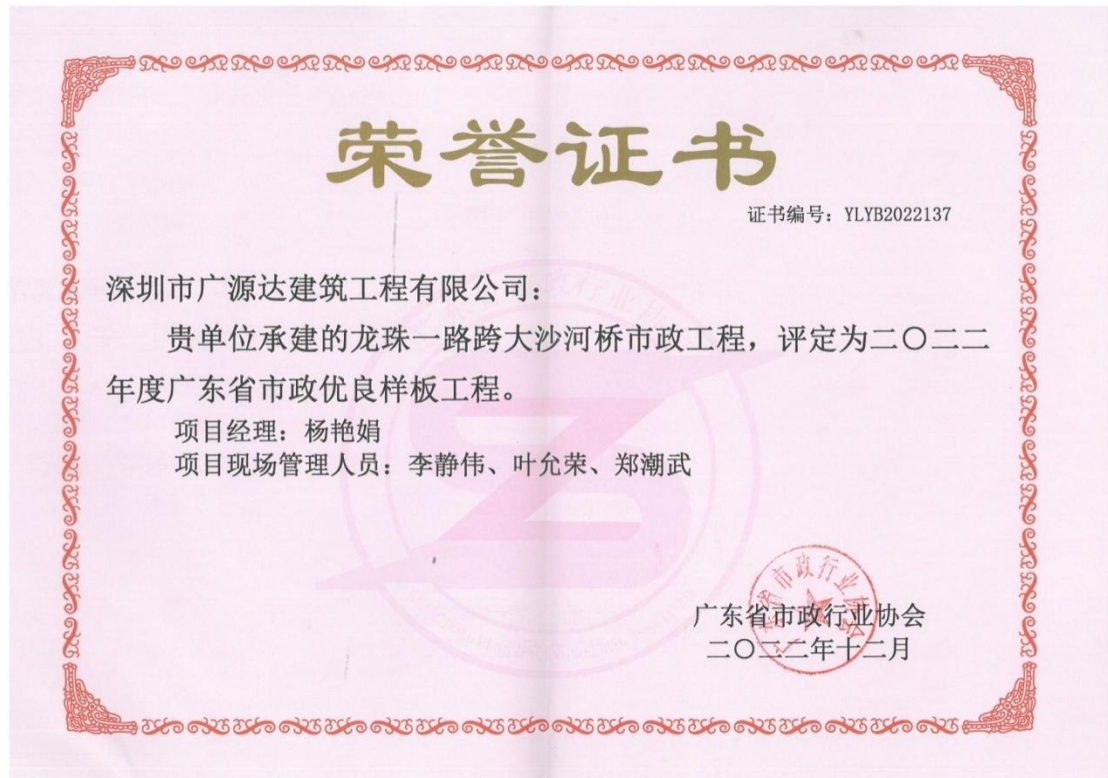 荣誉证书
证书编号：YLYB2022137
深圳市广源达建筑工程有限公司：
贵单位承建的龙珠一路跨大沙河桥市政工程，评定为二〇二二
年度广东省市政优良样板工程。
项目经理：杨艳娟
项目现场管理人员：李静伟、叶允荣、郑潮武
广东省市政行业协会
二〇二二年十二月